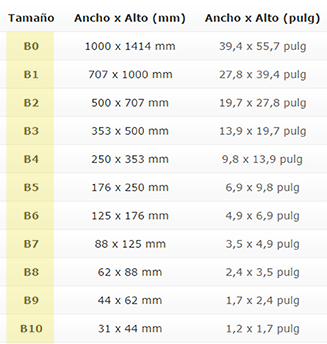 Tamaño Ancho x Alto (mm) Ancho x Alto (pulg)
B0 1000 x 1414 mm 39,4 x 55,7 pulg
B1 707 x 1000 mm 27,8 x 39,4 pulg
B2 500 x 707 mm 19,7 x 27,8 pulg
B3 353 x 500 mm 13,9 x 19,7 pulg
B4 250 x 353 mm 9,8 x 13,9 pulg
B5 176 x 250 mm 6,9 x 9,8 pulg
B6 125 x 176 mm 4,9 x 6,9 pulg
B7 88 x 125 mm 3,5 x 4,9 pulg
B8 62 x 88 mm 2,4 x 3,5 pulg
B9 44 x 62 mm 1,7 x 2,4 pulg
B10 31 x 44 mm 1,2 x 1,7 pulg